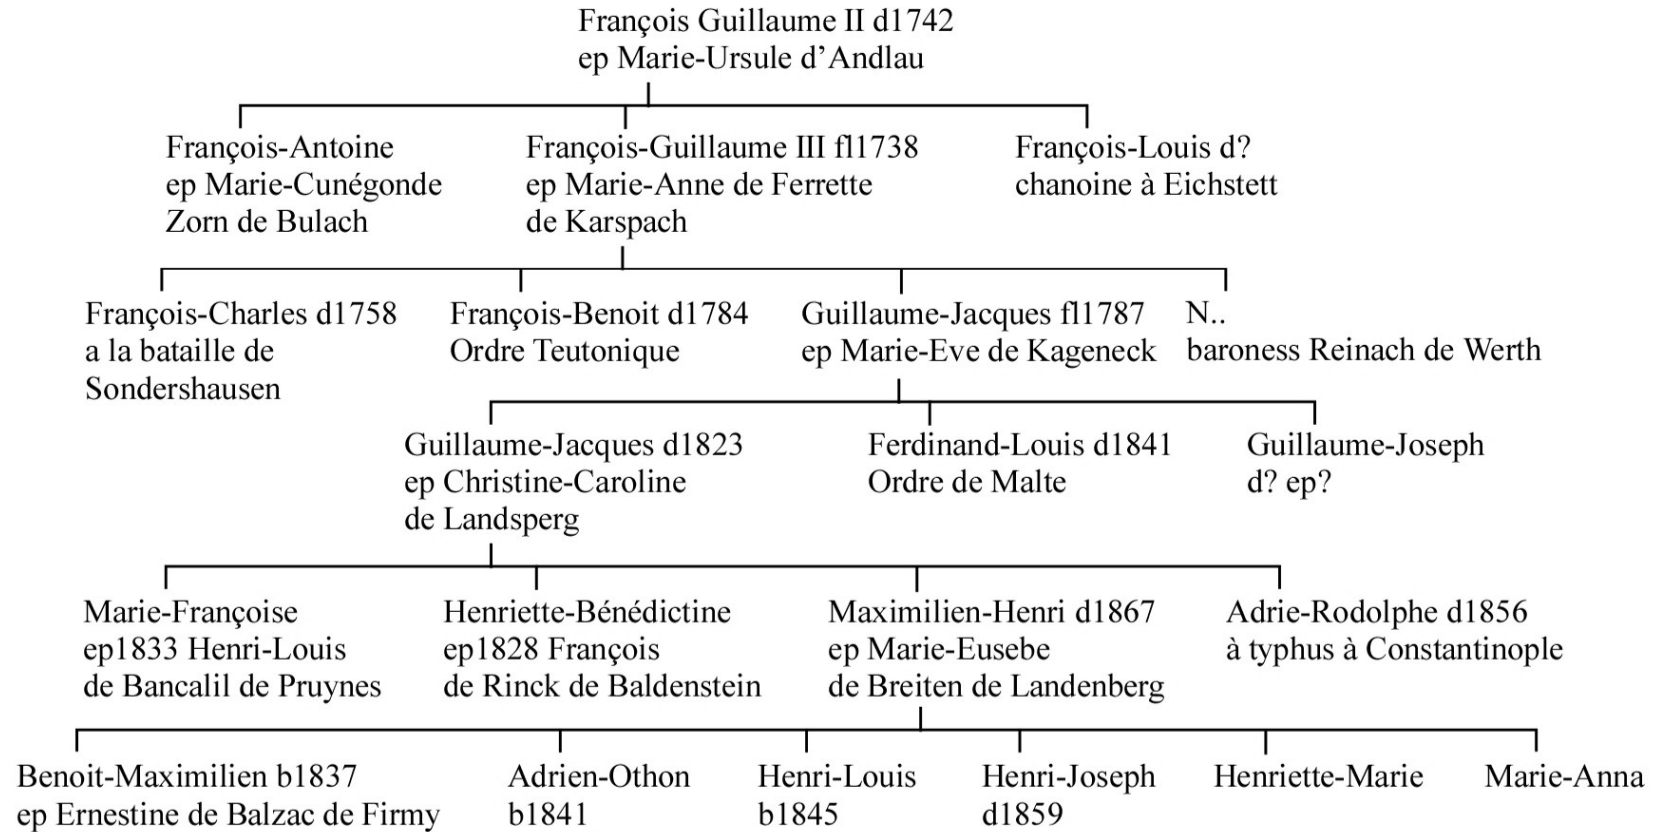 François Guillaume II d1742
ep Marie-Ursule d’Andlau
François-Antoine
ep Marie-Cunégonde
Zorn de Bulach
François-Guillaume III fl1738
ep Marie-Anne de Ferrette
de Karspach
François-Louis d?
chanoine à Eichstett
François-Charles d1758
a la bataille de
Sondershausen
François-Benoit d1784
Ordre Teutonique
Guillaume-Jacques fl1787
ep Marie-Eve de Kageneck
N..
baroness Reinach de Werth
Guillaume-Jacques d1823
ep Christine-Caroline
de Landsperg
Ferdinand-Louis d1841
Ordre de Malte
Guillaume-Joseph
d? ep?
Marie-Françoise
ep1833 Henri-Louis
de Bancalil de Pruynes
Henriette-Bénédictine
ep1828 François
de Rinck de Baldenstein
Maximilien-Henri d1867
ep Marie-Eusebe
de Breiten de Landenberg
Adrie-Rodolphe d1856
à typhus à Constantinople
Benoit-Maximilien b1837
ep Ernestine de Balzac de Firmy
Adrien-Othon
b1841
Henri-Louis
b1845
Henri-Joseph
d1859
Henriette-Marie
Marie-Anna